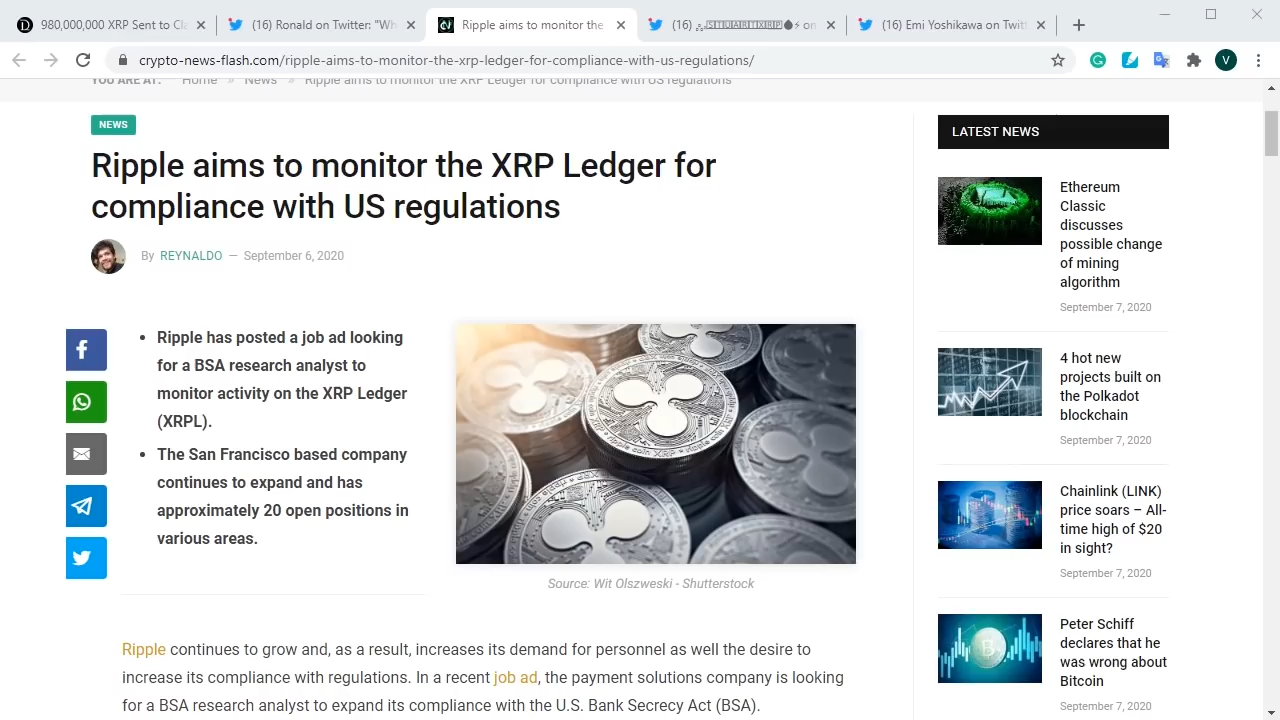 980,000,000 XRP Sent to Cl
(16) Ronald on Twitter: "Wh
Ripple aims to monitor the
(16)
on
(16) Emi Yoshikawa on Twitt
crypto-news-flash.com/ripple-aims-to-monitor-the-xrp-ledger-for-compliance-with-us-regulations/
V
YOU ARE AT: Home » News » Ripple aims to monitor the XRP Ledger for compliance with US regulations
NEWS
Ripple aims to monitor the XRP Ledger for
compliance with US regulations
By REYNALDO — September 6, 2020
• Ripple has posted a job ad looking
for a BSA research analyst to
monitor activity on the XRP Ledger
(XRPL).
• The San Francisco based company
continues to expand and has
approximately 20 open positions in
various areas.
Source: Wit Olszweski - Shutterstock
Ripple continues to grow and, as a result, increases its demand for personnel as well the desire to
increase its compliance with regulations. In a recent job ad, the payment solutions company is looking
for a BSA research analyst to expand its compliance with the U.S. Bank Secrecy Act (BSA).
LATEST NEWS
Ethereum
Classic
discusses
possible change
of mining
algorithm
September 7, 2020
4 hot new
projects built on
the Polkadot
blockchain
September 7, 2020
Chainlink (LINK)
price soars – All-
time high of $20
in sight?
September 7, 2020
Peter Schiff
declares that he
was wrong about
Bitcoin
September 7, 2020